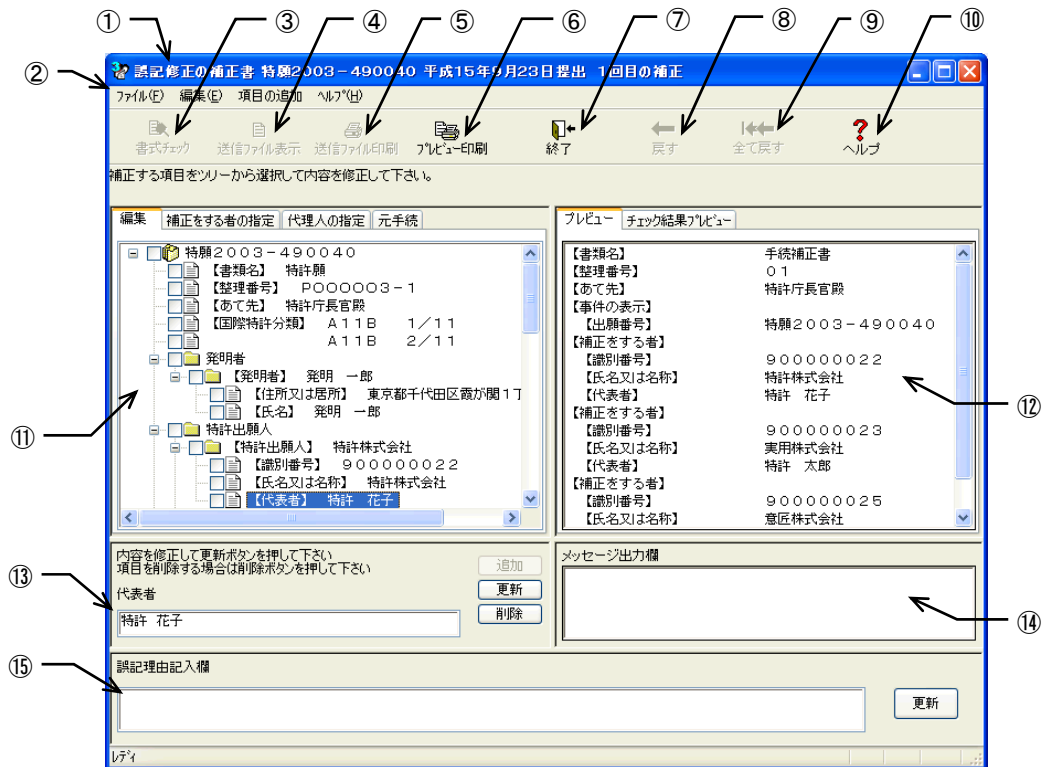 ① ③ ④ ⑤ ⑥ ⑦ ⑧ ⑨ ⑩
②
誤記修正の補正書 特願2003-490040 平成15年9月23日提出 1回目の補正
ファイル(F) 編集(E) 項目の追加 ヘルプ(H)
書式チェック 送信ファイル表示 送信ファイル印刷 プレビュー印刷 終了 戻す 全て戻す ヘルプ
補正する項目をツリーから選択して内容を修正して下さい。
編集 補正をする者の指定 代理人の指定 元手続
特願2003-490040
【書類名】 特許願
【整理番号】 P000003-1
【あて先】 特許庁長官殿
【国際特許分類】 A11B 1/11
A11B 2/11
発明者
【発明者】 発明 一郎
【住所又は居所】 東京都千代田区霞が関1丁
【氏名】 発明 一郎
特許出願人
【特許出願人】 特許株式会社
【識別番号】 900000022
【氏名又は名称】 特許株式会社
【代表者】 特許 花子
⑪
プレビュー チェック結果プレビュー
【書類名】 手続補正書
【整理番号】 01
【あて先】 特許庁長官殿
【事件の表示】
【出願番号】 特願2003-490040
【補正をする者】
【識別番号】 900000022
【氏名又は名称】 特許株式会社
【代表者】 特許 花子
【補正をする者】
【識別番号】 900000023
【氏名又は名称】 実用株式会社
【代表者】 特許 太郎
【補正をする者】
【識別番号】 900000025
【氏名又は名称】 意匠株式会社
⑫
内容を修正して更新ボタンを押して下さい
項目を削除する場合は削除ボタンを押して下さい
追加
更新
削除
⑬
代表者
特許 花子
メッセージ出力欄
⑭
誤記理由記入欄
⑮
更新
レディ